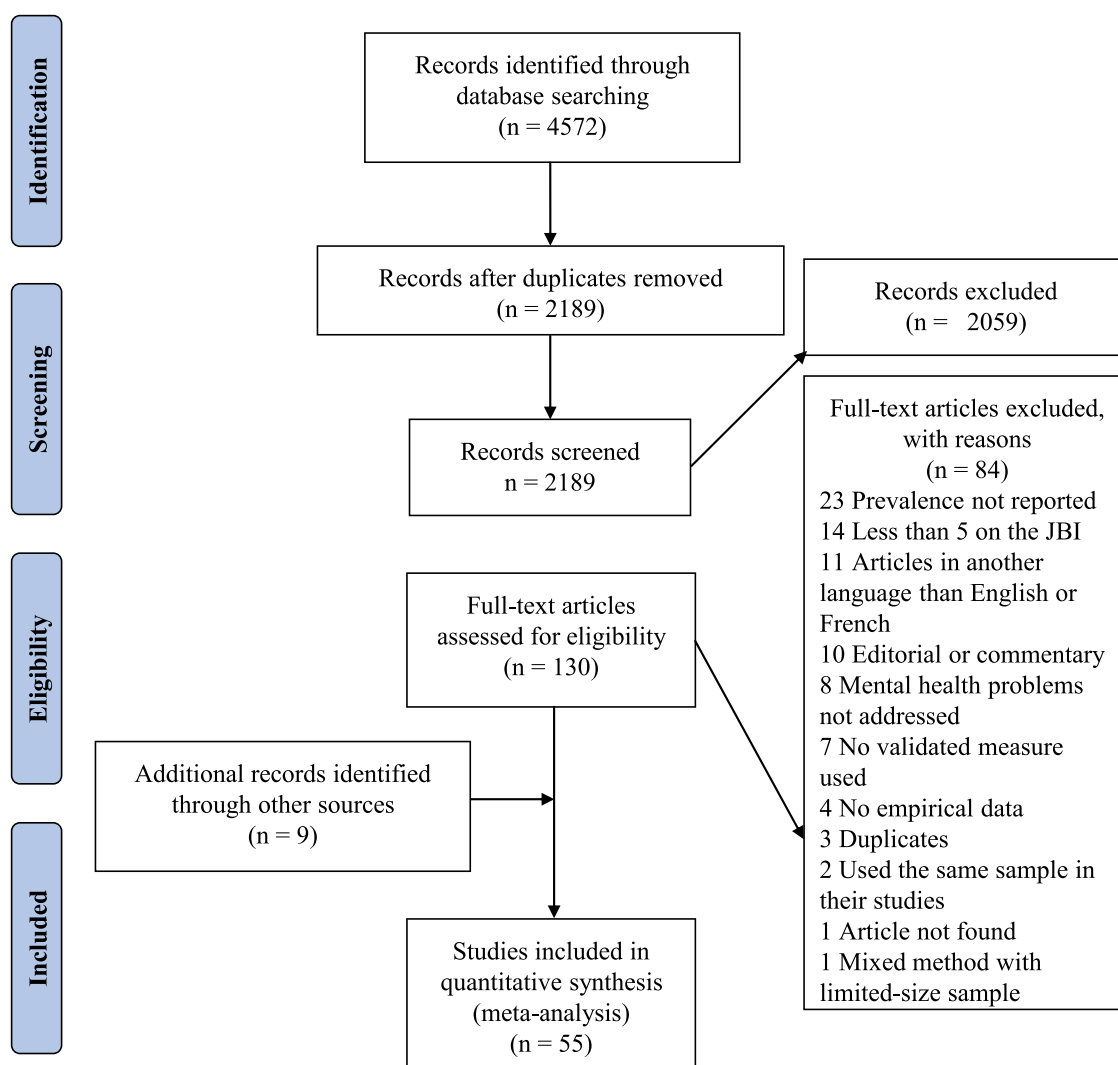 Identification
Records identified through
database searching
(n = 4572)
Records after duplicates removed
(n = 2189)
Screening
Records excluded
(n = 2059)
Records screened
n = 2189
Full-text articles excluded,
with reasons
(n = 84)
23 Prevalence not reported
14 Less than 5 on the JBI
11 Articles in another
language than English or
French
10 Editorial or commentary
8 Mental health problems
not addressed
7 No validated measure
used
4 No empirical data
3 Duplicates
2 Used the same sample in
their studies
1 Article not found
1 Mixed method with
limited-size sample
Eligibility
Full-text articles
assessed for eligibility
(n = 130)
Additional records identified
through other sources
(n = 9)
Included
Studies included in
quantitative synthesis
(meta-analysis)
(n = 55)